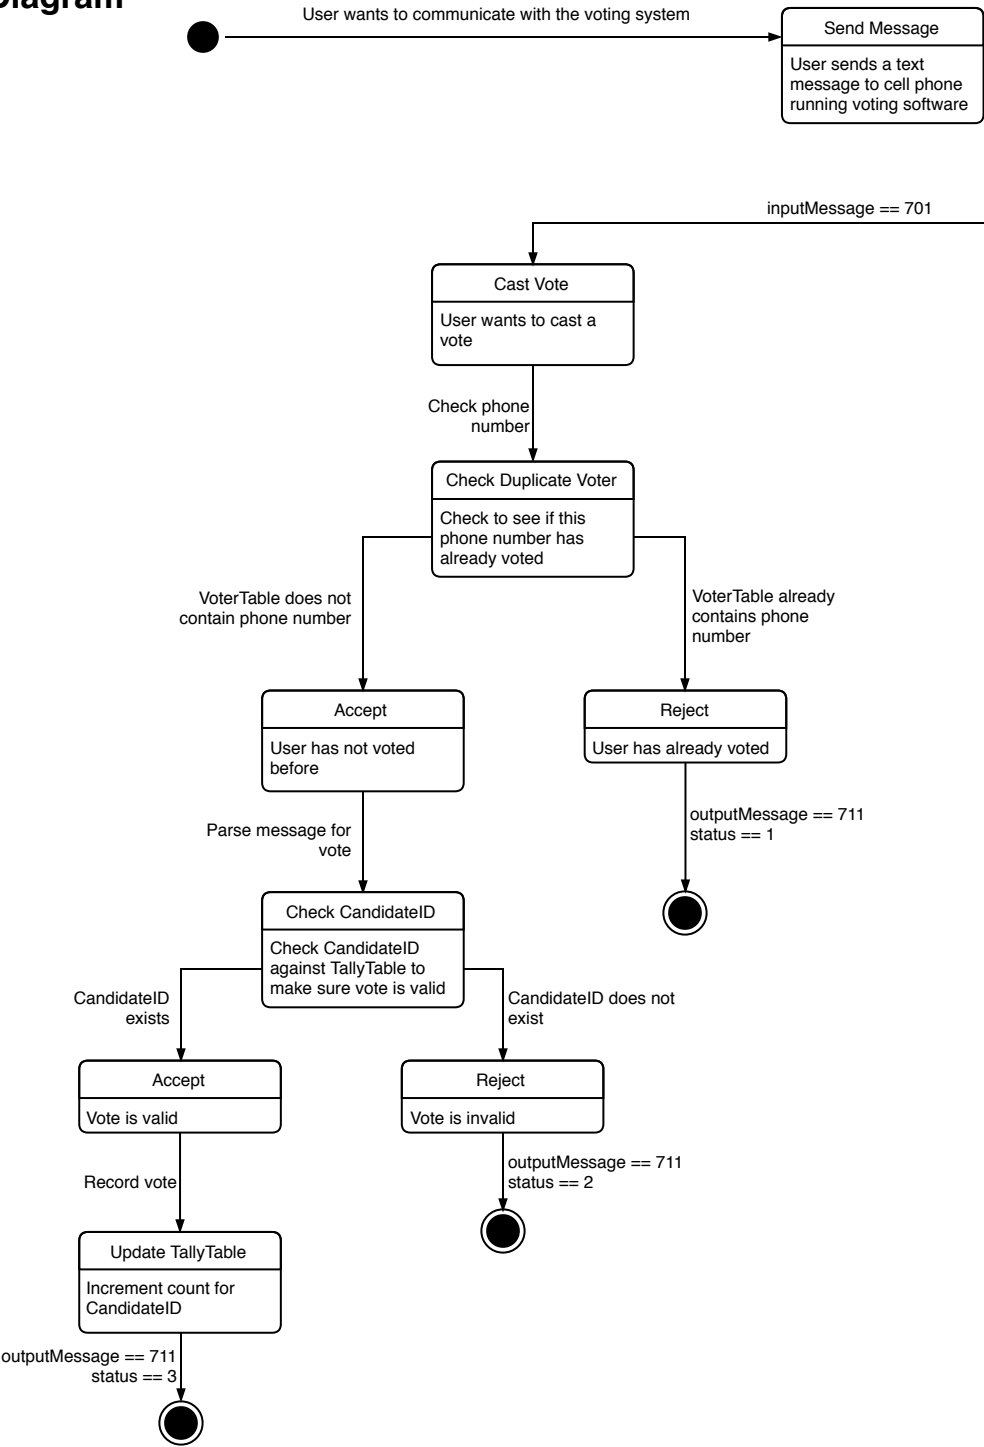 User wants to communicate with the voting system
Send Message
User sends a text
message to cell phone
running voting software
inputMessage == 701
Cast Vote
User wants to cast a
vote
Check phone
number
Check Duplicate Voter
Check to see if this
phone number has
already voted
VoterTable does not
contain phone number
VoterTable already
contains phone
number
Accept
User has not voted
before
Reject
User has already voted
Parse message for
vote
outputMessage == 711
status == 1
Check CandidateID
Check CandidateID
against TallyTable to
make sure vote is valid
CandidateID
exists
CandidateID does not
exist
Accept
Vote is valid
Reject
Vote is invalid
Record vote
outputMessage == 711
status == 2
Update TallyTable
Increment count for
CandidateID
outputMessage == 711
status == 3